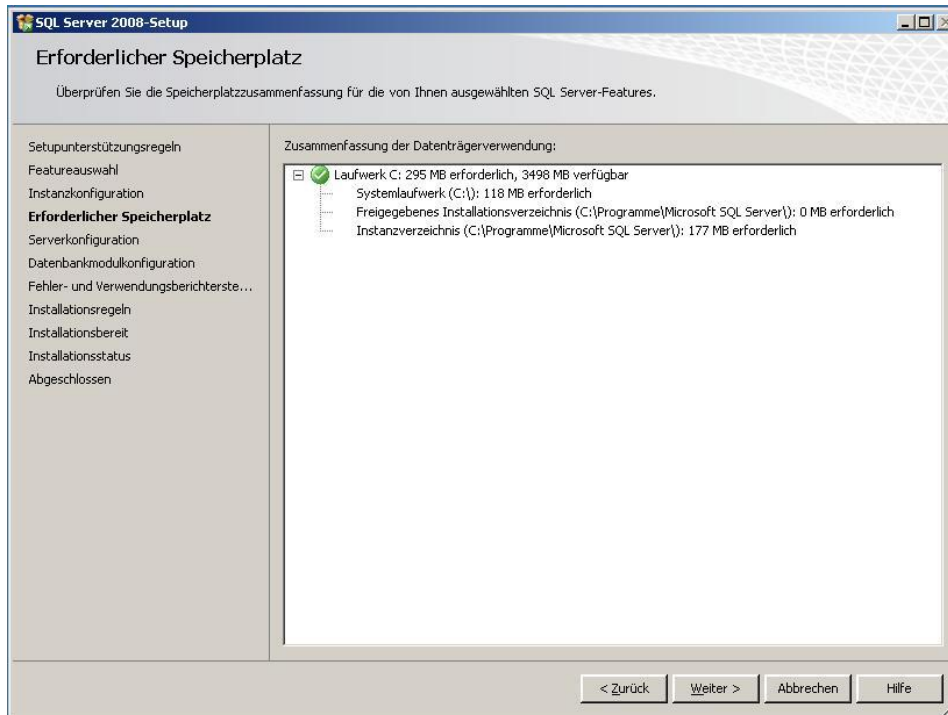 SQL Server 2008-Setup
Erforderlicher Speicherplatz
Überprüfen Sie die Speicherplatzzusammenfassung für die von Ihnen ausgewählten SQL Server-Features.
Setupunterstützungsregeln
Featureauswahl
Instanzkonfiguration
Erforderlicher Speicherplatz
Serverkonfiguration
Datenbankmodulkonfiguration
Fehler- und Verwendungsberichterste...
Installationsregeln
Installationsbereit
Installationsstatus
Abgeschlossen
Zusammenfassung der Datenträgerverwendung:
Laufwerk C: 295 MB erforderlich, 3498 MB verfügbar
Systemlaufwerk (C:\): 118 MB erforderlich
Freigegebenes Installationsverzeichnis (C:\Programme\Microsoft SQL Server\): 0 MB erforderlich
Instanzverzeichnis (C:\Programme\Microsoft SQL Server\): 177 MB erforderlich
< Zurück
Weiter >
Abbrechen
Hilfe